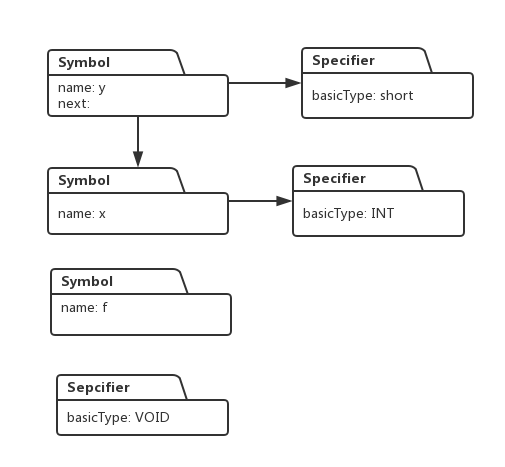 Symbol
name: y
next:
Specifier
basicType: short
Symbol
name: x
Specifier
basicType: INT
Symbol
name: f
Sepcifier
basicType: VOID